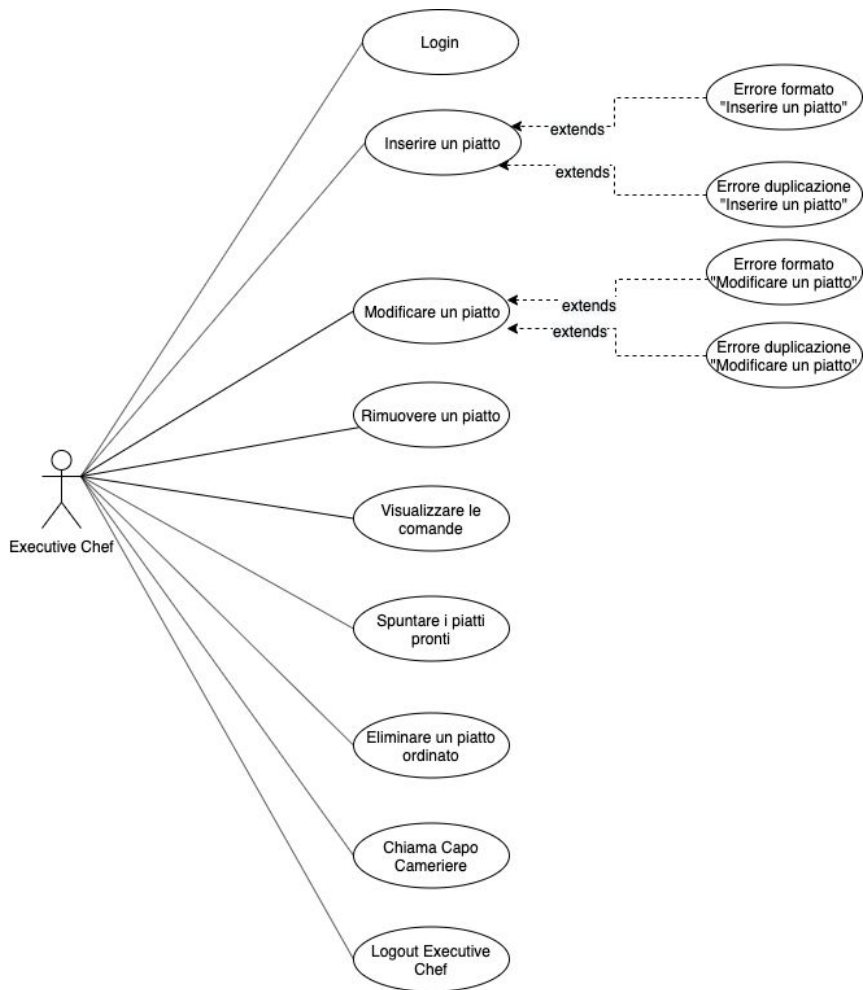 Login
Errore formato
"Inserire un piatto"
extends
Inserire un piatto
extends
Errore duplicazione
"Inserire un piatto"
Errore formato
"Modificare un piatto"
extends
Modificare un piatto
extends
Errore duplicazione
"Modificare un piatto"
Rimuovere un piatto
Visualizzare le
comande
Executive Chef
Spuntare i piatti
pronti
Eliminare un piatto
ordinato
Chiama Capo
Cameriere
Logout Executive
Chef